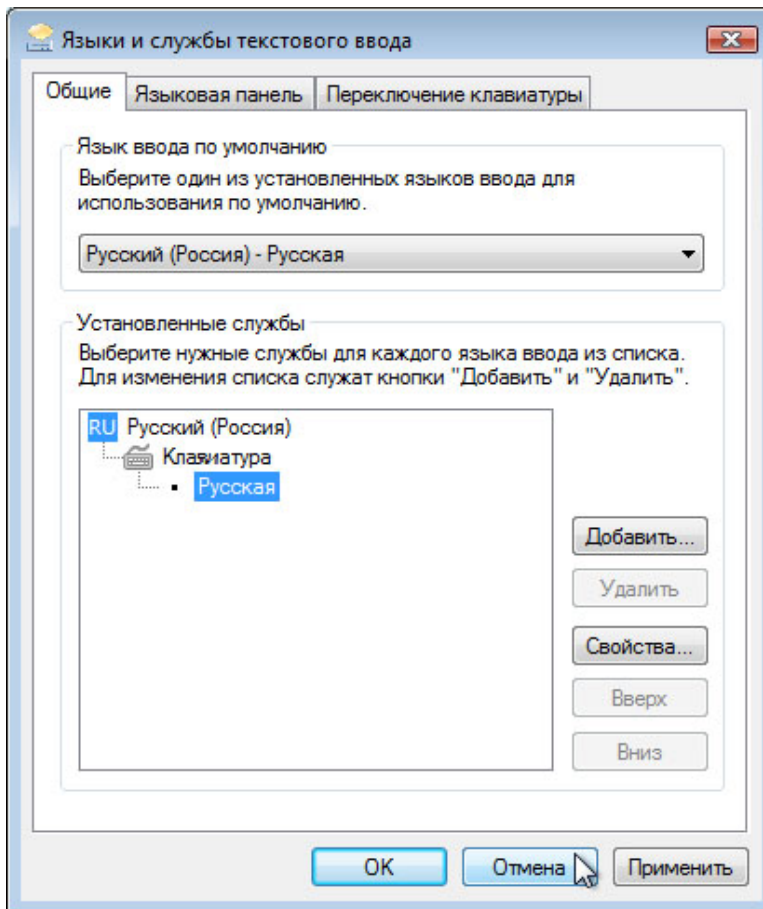 Языки и службы текстового ввода
Общие
Языковая панель
Переключение клавиатуры
Язык ввода по умолчанию
Выберите один из установленных языков ввода для
использования по умолчанию.
Русский (Россия) - Русская
Установленные службы
Выберите нужные службы для каждого языка ввода из списка.
Для изменения списка служат кнопки "Добавить" и "Удалить".
RU Русский (Россия)
Клавиатура
Русская
Добавить...
Удалить
Свойства...
Вверх
Вниз
OK
Отмена
Применить